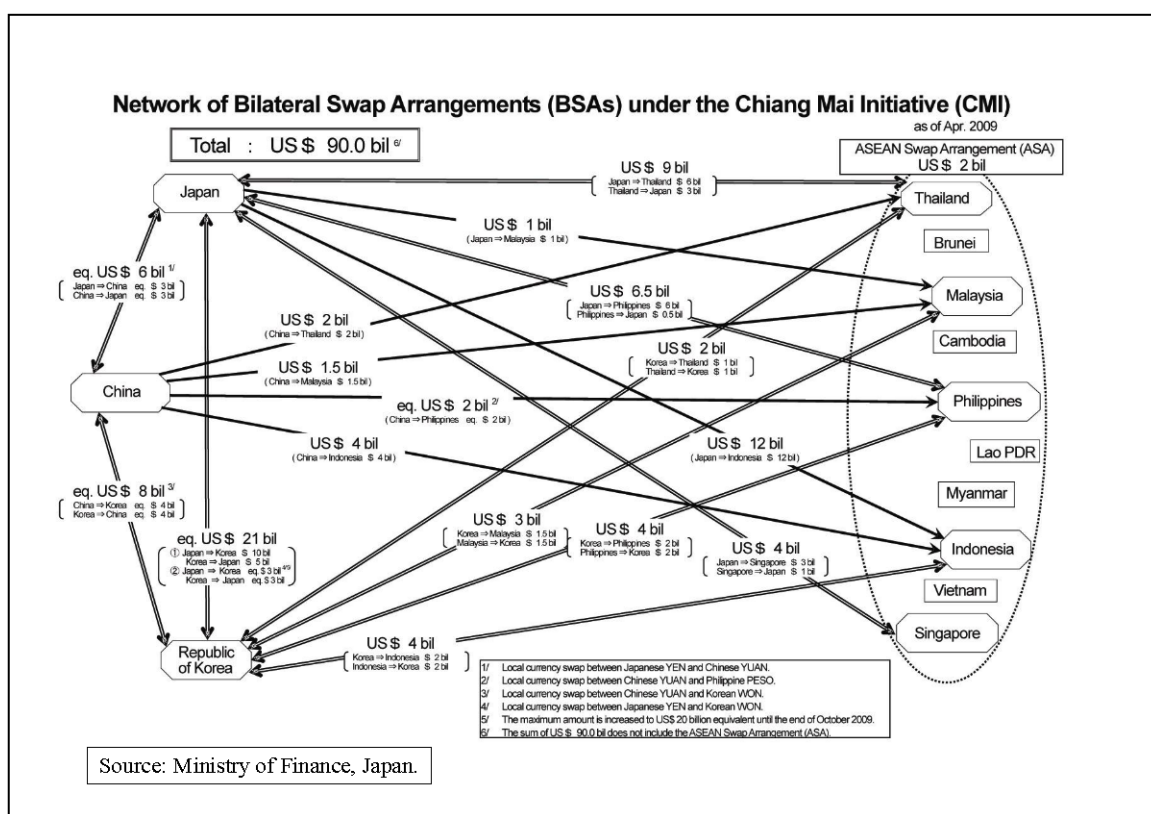 Network of Bilateral Swap Arrangements (BSAs) under the Chiang Mai Initiative (CMI)
as of Apr. 2009
Total : US $ 90.0 bil 6/
ASEAN Swap Arrangement (ASA)
US $ 2 bil
Japan
US $ 9 bil
Japan ⇒ Thailand $ 6 bil
Thailand ⇒ Japan $ 3 bil
Thailand
US $ 1 bil
(Japan ⇒ Malaysia $ 1 bil)
Brunei
eq. US $ 6 bil 1/
Japan ⇒ China eq. $ 3 bil
China ⇒ Japan eq. $ 3 bil
US $ 6.5 bil
Japan ⇒ Philippines $ 6 bil
Philippines ⇒ Japan $ 0.5 bil
Malaysia
US $ 2 bil
(China ⇒ Thailand $ 2 bil)
US $ 2 bil
Korea ⇒ Thailand $ 1 bil
Thailand ⇒ Korea $ 1 bil
Cambodia
US $ 1.5 bil
(China ⇒ Malaysia $ 1.5 bil)
China
eq. US $ 2 bil 2/
(China ⇒ Philippines eq. $ 2 bil)
Philippines
US $ 4 bil
(China ⇒ Indonesia $ 4 bil)
US $ 12 bil
(Japan ⇒ Indonesia $ 12 bil)
Lao PDR
eq. US $ 8 bil 3/
China ⇒ Korea eq. $ 4 bil
Korea ⇒ China eq. $ 4 bil
Myanmar
eq. US $ 21 bil
① Japan ⇒ Korea $ 10 bil
Korea ⇒ Japan $ 5 bil
② Japan ⇒ Korea eq. $ 3 bil
Korea ⇒ Japan eq. $ 3 bil
US $ 3 bil
Korea ⇒ Malaysia $ 1.5 bil
Malaysia ⇒ Korea $ 1.5 bil
US $ 4 bil
Korea ⇒ Philippines $ 2 bil
Philippines ⇒ Korea $ 2 bil
US $ 4 bil
Japan ⇒ Singapore $ 3 bil
Singapore ⇒ Japan $ 1 bil
Indonesia
Vietnam
Singapore
Republic
of Korea
US $ 4 bil
Korea ⇒ Indonesia $ 2 bil
Indonesia ⇒ Korea $ 2 bil
1/ Local currency swap between Japanese YEN and Chinese YUAN.
2/ Local currency swap between Chinese YUAN and Philippine PESO.
3/ Local currency swap between Chinese YUAN and Korean WON.
4/ Local currency swap between Japanese YEN and Korean WON.
5/ The maximum amount is increased to US$ 20 billion equivalent until the end of October 2009.
6/ The sum of US $ 90.0 bil does not include the ASEAN Swap Arrangement (ASA).
Source: Ministry of Finance, Japan.